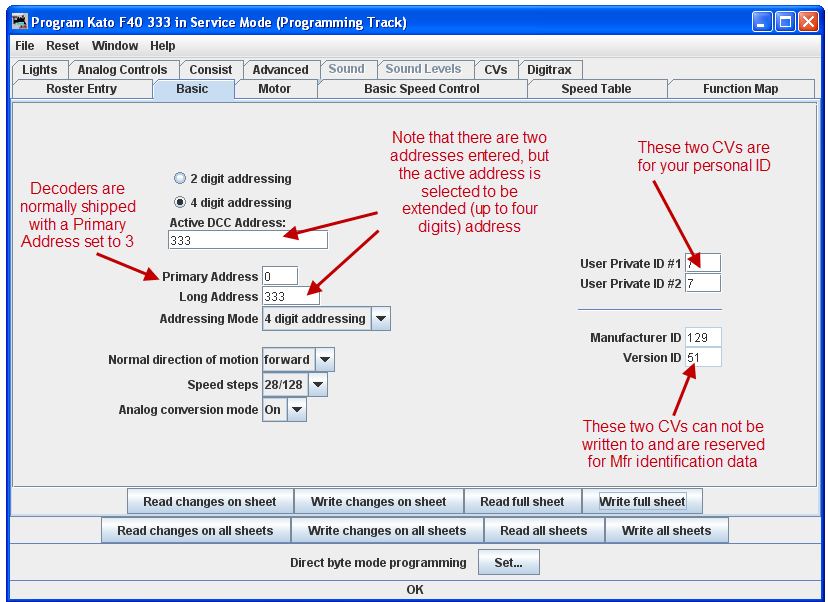 Program Kato F40 333 in Service Mode (Programming Track)
File Reset Window Help
Lights Analog Controls Consist Advanced Sound Sound Levels CVs Digitrax
Roster Entry Basic Motor Basic Speed Control Speed Table Function Map
Note that there are two
addresses entered, but
the active address is
selected to be
extended (up to four
digits) address
These two CVs are
for your personal ID
Decoders are
normally shipped
with a Primary
Address set to 3
2 digit addressing
4 digit addressing
Active DCC Address:
333
Primary Address 0
Long Address 333
Addressing Mode 4 digit addressing
User Private ID #1 7
User Private ID #2 7
Manufacturer ID 129
Version ID 51
Normal direction of motion forward
Speed steps 28/128
Analog conversion mode On
These two CVs can not be
written to and are reserved
for Mfr identification data
Read changes on sheet Write changes on sheet Read full sheet Write full sheet
Read changes on all sheets Write changes on all sheets Read all sheets Write all sheets
Direct byte mode programming Set...
OK